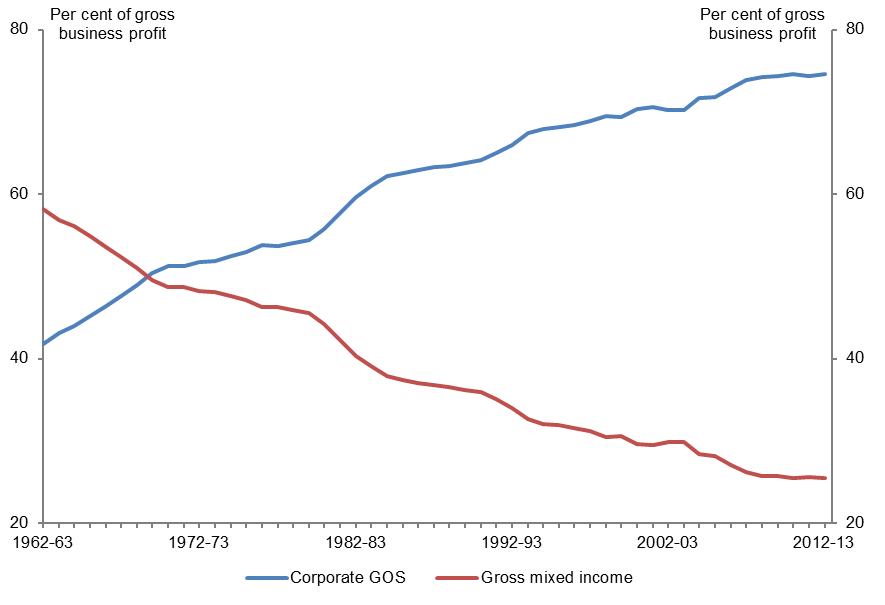 Per cent of gross
business profit
Per cent of gross
business profit
80
80
60
60
40
40
20
20
1962-63
1972-73
1982-83
1992-93
2002-03
2012-13
Corporate GOS
Gross mixed income